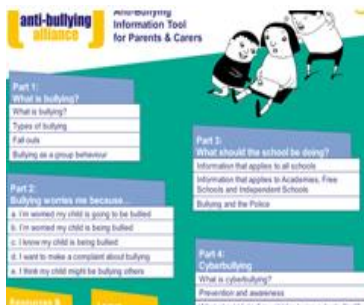 anti-bullying
alliance
Anti-Bullying
Information Tool
for Parents & Carers
Part 1:
What is bullying?
What is bullying?
Types of bullying
Fall outs
Bullying as a group behaviour
Part 2:
Bullying worries me because...
a. I'm worried my child is going to be bullied
b. I'm worried my child is being bullied
c. I know my child is being bullied
d. I want to make a complaint about bullying
e. I think my child might be bullying others
Part 3:
What should the school be doing?
Information that applies to all schools
Information that applies to Academies, Free
Schools and Independent Schools
Bullying and the Police
Part 4:
Cyberbullying
What is cyberbullying?
Prevention and awareness